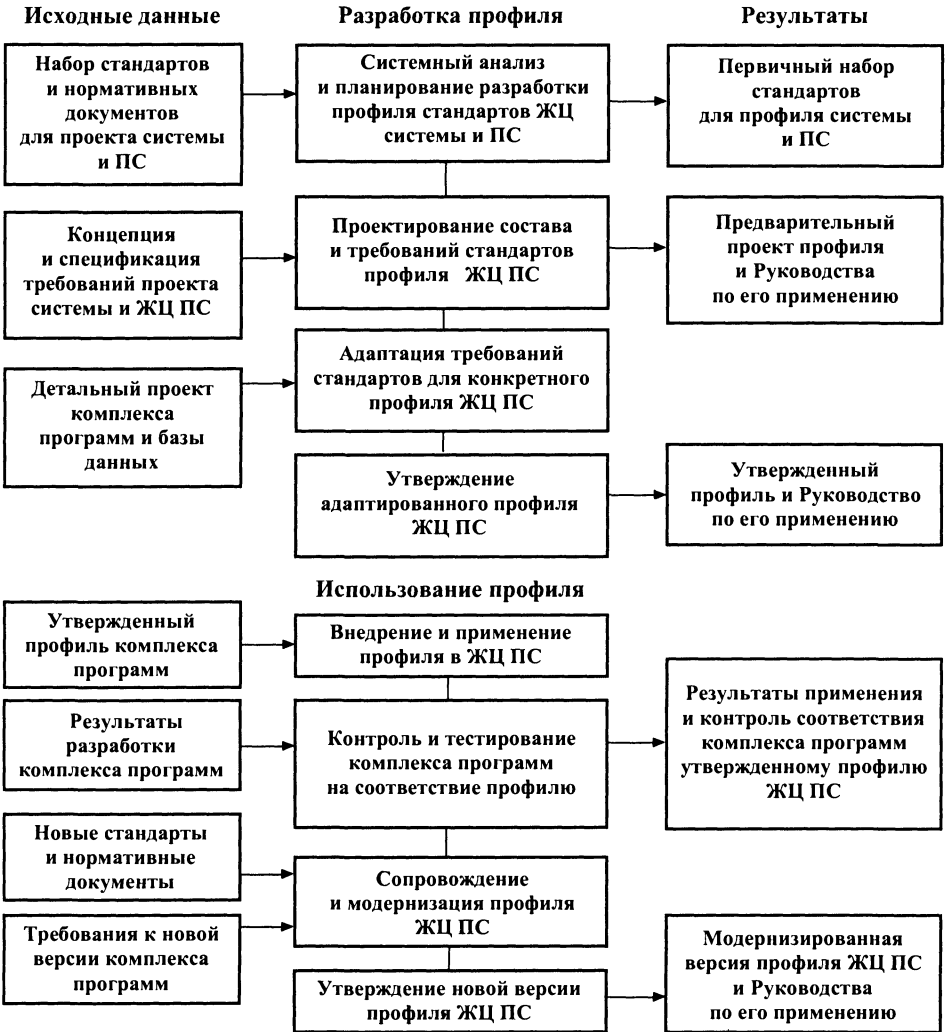 Исходные данные
Разработка профиля
Результаты
Набор стандартов
и нормативных
документов
для проекта системы
и ПС
Системный анализ
и планирование разработки
профиля стандартов ЖЦ
системы и ПС
Первичный набор
стандартов
для профиля системы
и ПС
Концепция
и спецификация
требований проекта
системы и ЖЦ ПС
Проектирование состава
и требований стандартов
профиля ЖЦ ПС
Предварительный
проект профиля
и Руководства
по его применению
Детальный проект
комплекса
программ и базы
данных
Адаптация требований
стандартов для конкретного
профиля ЖЦ ПС
Утверждение
адаптированного профиля
ЖЦ ПС
Утвержденный
профиль и Руководство
по его применению
Использование профиля
Утвержденный
профиль комплекса
программ
Внедрение и применение
профиля в ЖЦ ПС
Результаты
разработки
комплекса программ
Контроль и тестирование
комплекса программ
на соответствие профилю
Результаты применения
и контроль соответствия
комплекса программ
утвержденному профилю
ЖЦ ПС
Новые стандарты
и нормативные
документы
Сопровождение
и модернизация профиля
ЖЦ ПС
Требования к новой
версии комплекса
программ
Утверждение новой версии
профиля ЖЦ ПС
Модернизированная
версия профиля ЖЦ ПС
и Руководства
по его применению